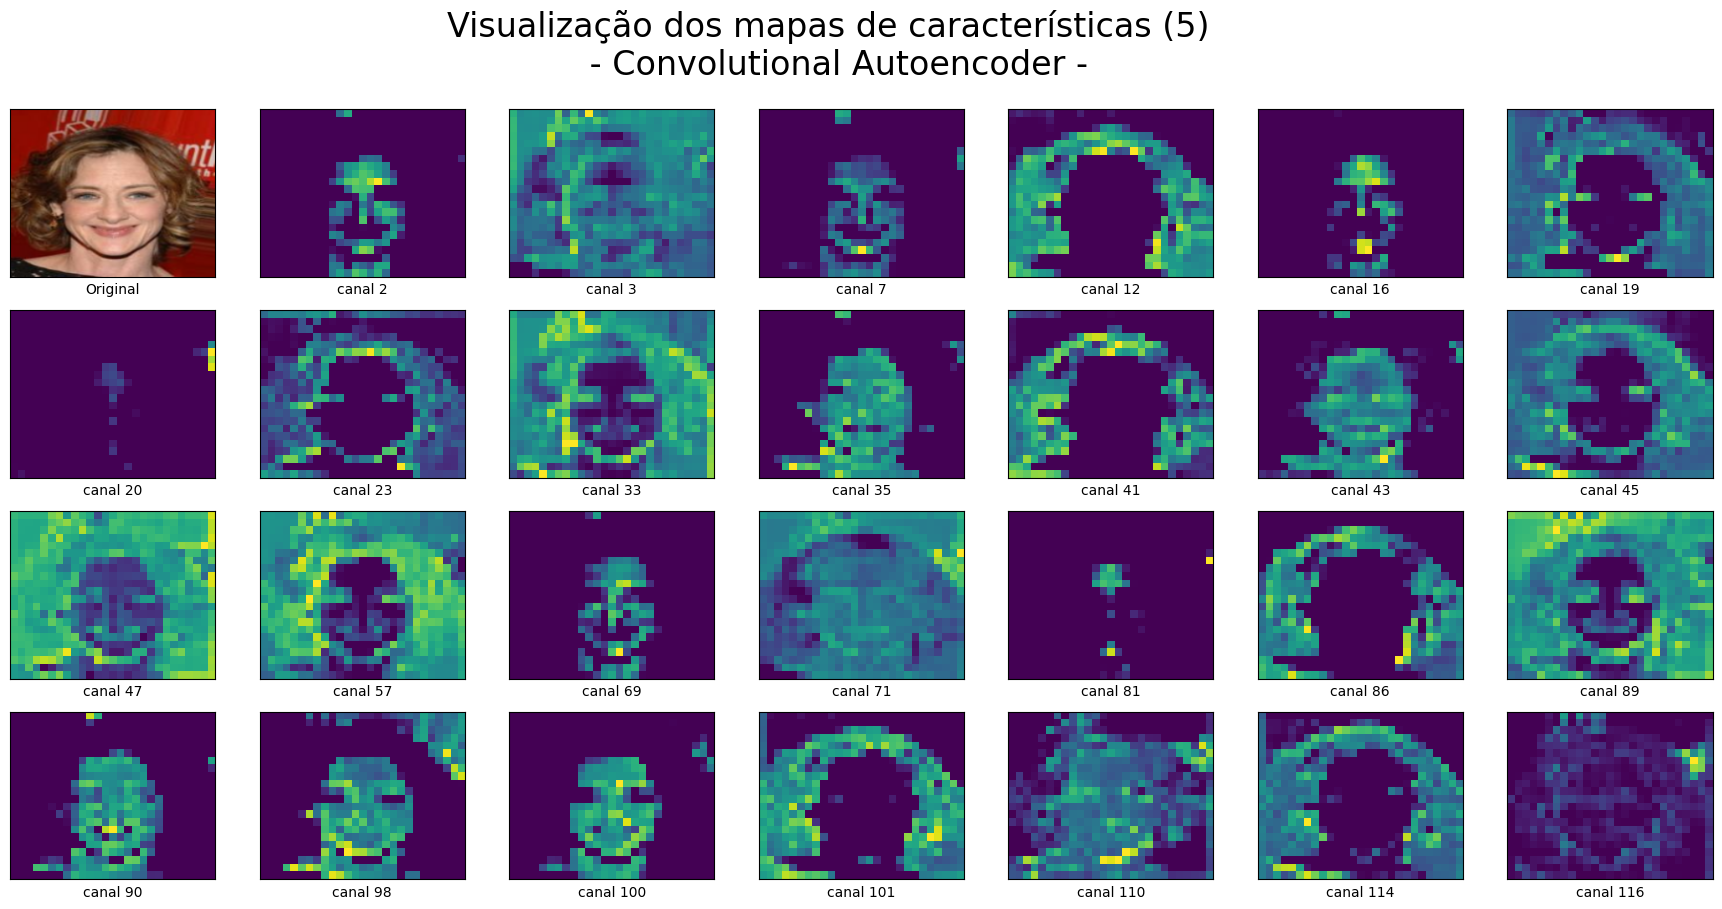 Visualização dos mapas de características (5)
- Convolutional Autoencoder -
Original
canal 2
canal 3
canal 7
canal 12
canal 16
canal 19
canal 20
canal 23
canal 33
canal 35
canal 41
canal 43
canal 45
canal 47
canal 57
canal 69
canal 71
canal 81
canal 86
canal 89
canal 90
canal 98
canal 100
canal 101
canal 110
canal 114
canal 116